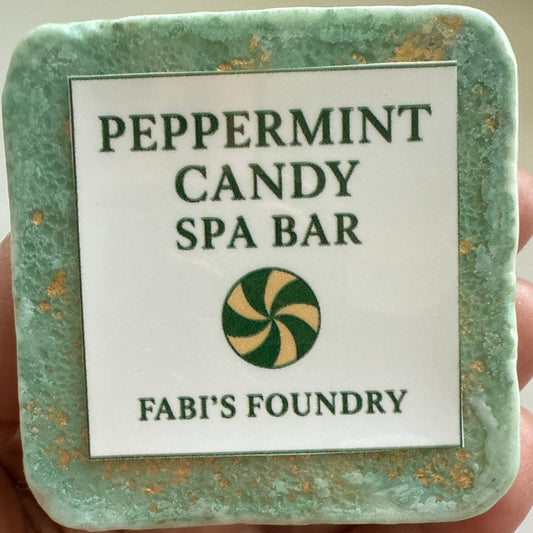 PEPPERMINT
CANDY
SPA BAR
FABI'S FOUNDRY